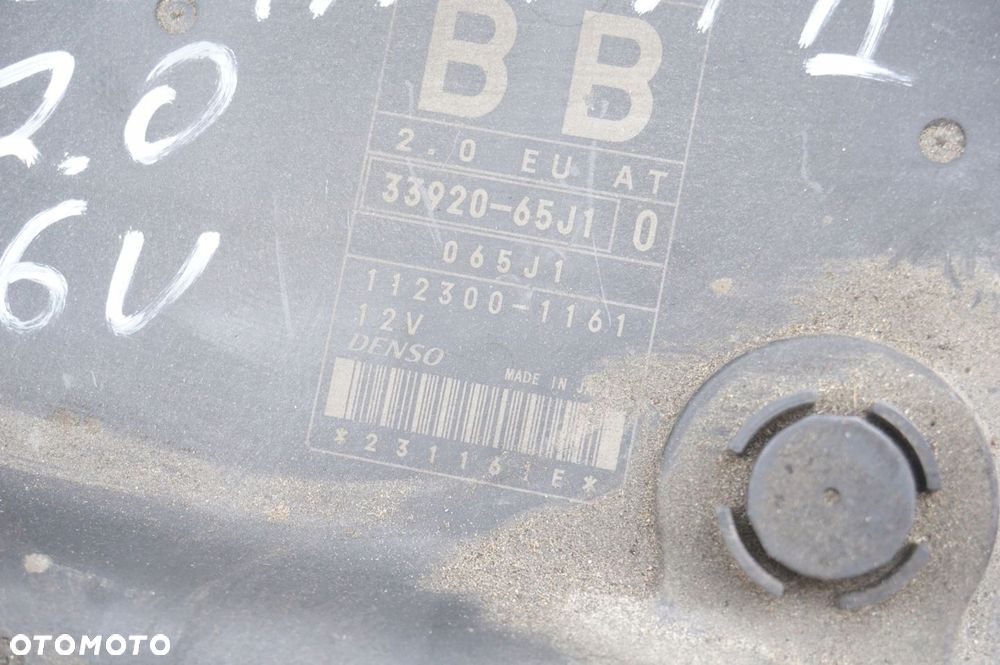 BB
2.0 EU AT
33920-65J1 0
065J1
112300-1161
12V
DENSO
MADE IN
*231161E*
2.0
6V
OTOMOTO